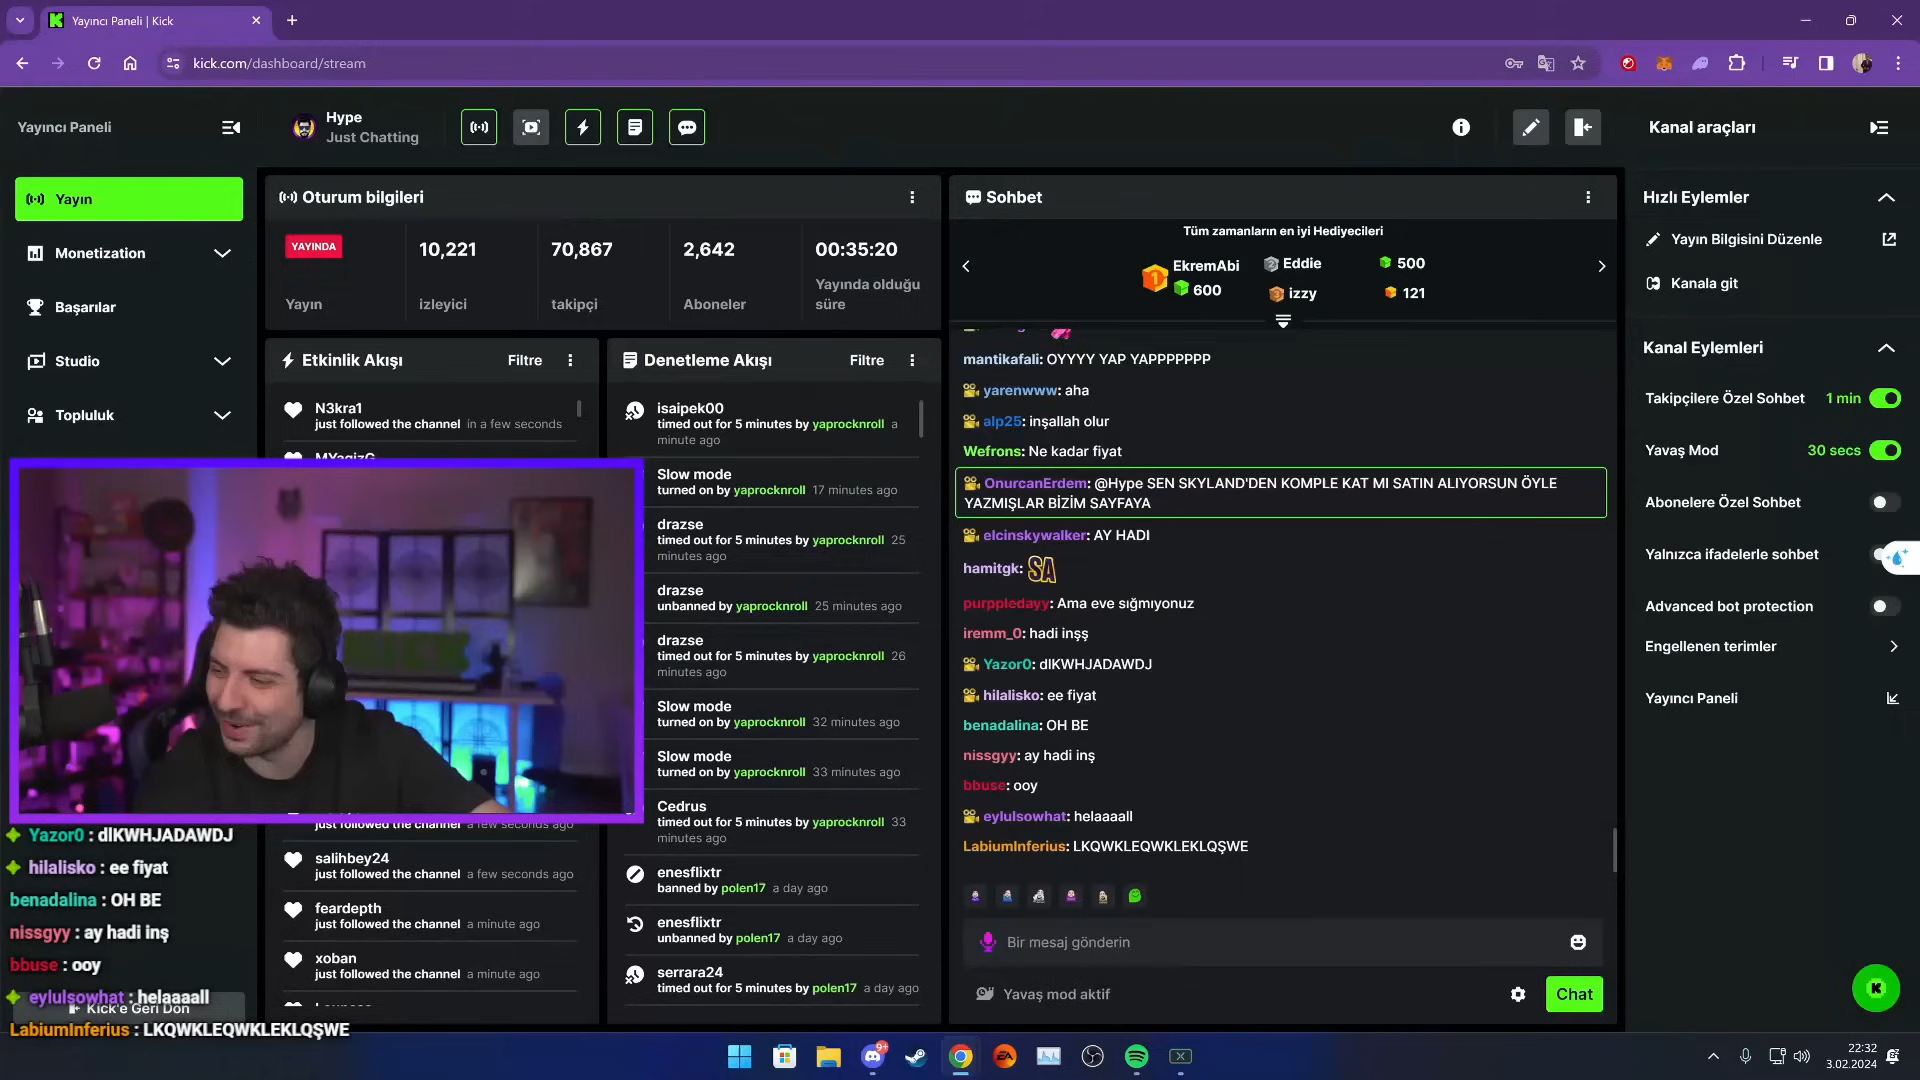 Yayıncı Paneli | Kick
kick.com/dashboard/stream
Yayıncı Paneli
Hype
Just Chatting
Kanal araçları
Yayın
Monetization
Başarılar
Studio
Topluluk
Kick'e Geri Dön
Oturum bilgileri
YAYINDA
10,221
70,867
2,642
00:35:20
Yayın
izleyici
takipçi
Aboneler
Yayında olduğu
süre
Etkinlik Akışı
Filtre
N3kra1
just followed the channel in a few seconds
MYagizG
just followed the channel a few seconds ago
salihbey24
just followed the channel a few seconds ago
feardepth
just followed the channel a minute ago
xoban
just followed the channel a minute ago
Denetleme Akışı
Filtre
isaipek00
timed out for 5 minutes by yaprocknroll a
minute ago
Slow mode
turned on by yaprocknroll 17 minutes ago
drazse
timed out for 5 minutes by yaprocknroll 25
minutes ago
drazse
unbanned by yaprocknroll 25 minutes ago
drazse
timed out for 5 minutes by yaprocknroll 26
minutes ago
Slow mode
turned on by yaprocknroll 32 minutes ago
Slow mode
turned on by yaprocknroll 33 minutes ago
Cedrus
timed out for 5 minutes by yaprocknroll 33
minutes ago
enesflixtr
banned by polen17 a day ago
enesflixtr
unbanned by polen17 a day ago
serrara24
timed out for 5 minutes by polen17 a day ago
Sohbet
Tüm zamanların en iyi Hediyecileri
1 EkremAbi
600
2 Eddie
500
3 izzy
121
mantikafali: OYYYY YAP YAPPPPPPP
yarenwww: aha
alp25: inşallah olur
Wefrons: Ne kadar fiyat
OnurcanErdem: @Hype SEN SKYLAND'DEN KOMPLE KAT MI SATIN ALIYORSUN ÖYLE
YAZMIŞLAR BİZİM SAYFAYA
elcinskywalker: AY HADI
hamitgk: SA
purppledayy: Ama eve sığmıyonuz
iremm_0: hadi inşş
Yazor0: dlKWHJADAWDJ
hilalisko: ee fiyat
benadalina: OH BE
nissgyy: ay hadi inş
bbuse: ooy
eylulsowhat: helaaaall
LabiumInferius: LKQWKLEQWKLEKLQŞWE
Bir mesaj gönderin
Yavaş mod aktif
Chat
Hızlı Eylemler
Yayın Bilgisini Düzenle
Kanala git
Kanal Eylemleri
Takipçilere Özel Sohbet 1 min
Yavaş Mod 30 secs
Abonelere Özel Sohbet
Yalnızca ifadelerle sohbet
Advanced bot protection
Engellenen terimler
Yayıncı Paneli
Yazor0 : dlKWHJADAWDJ
hilalisko : ee fiyat
benadalina : OH BE
nissgyy : ay hadi inş
bbuse : ooy
eylulsowhat : helaaaall
LabiumInferius : LKQWKLEQWKLEKLQŞWE
9+
EA
22:32
3.02.2024